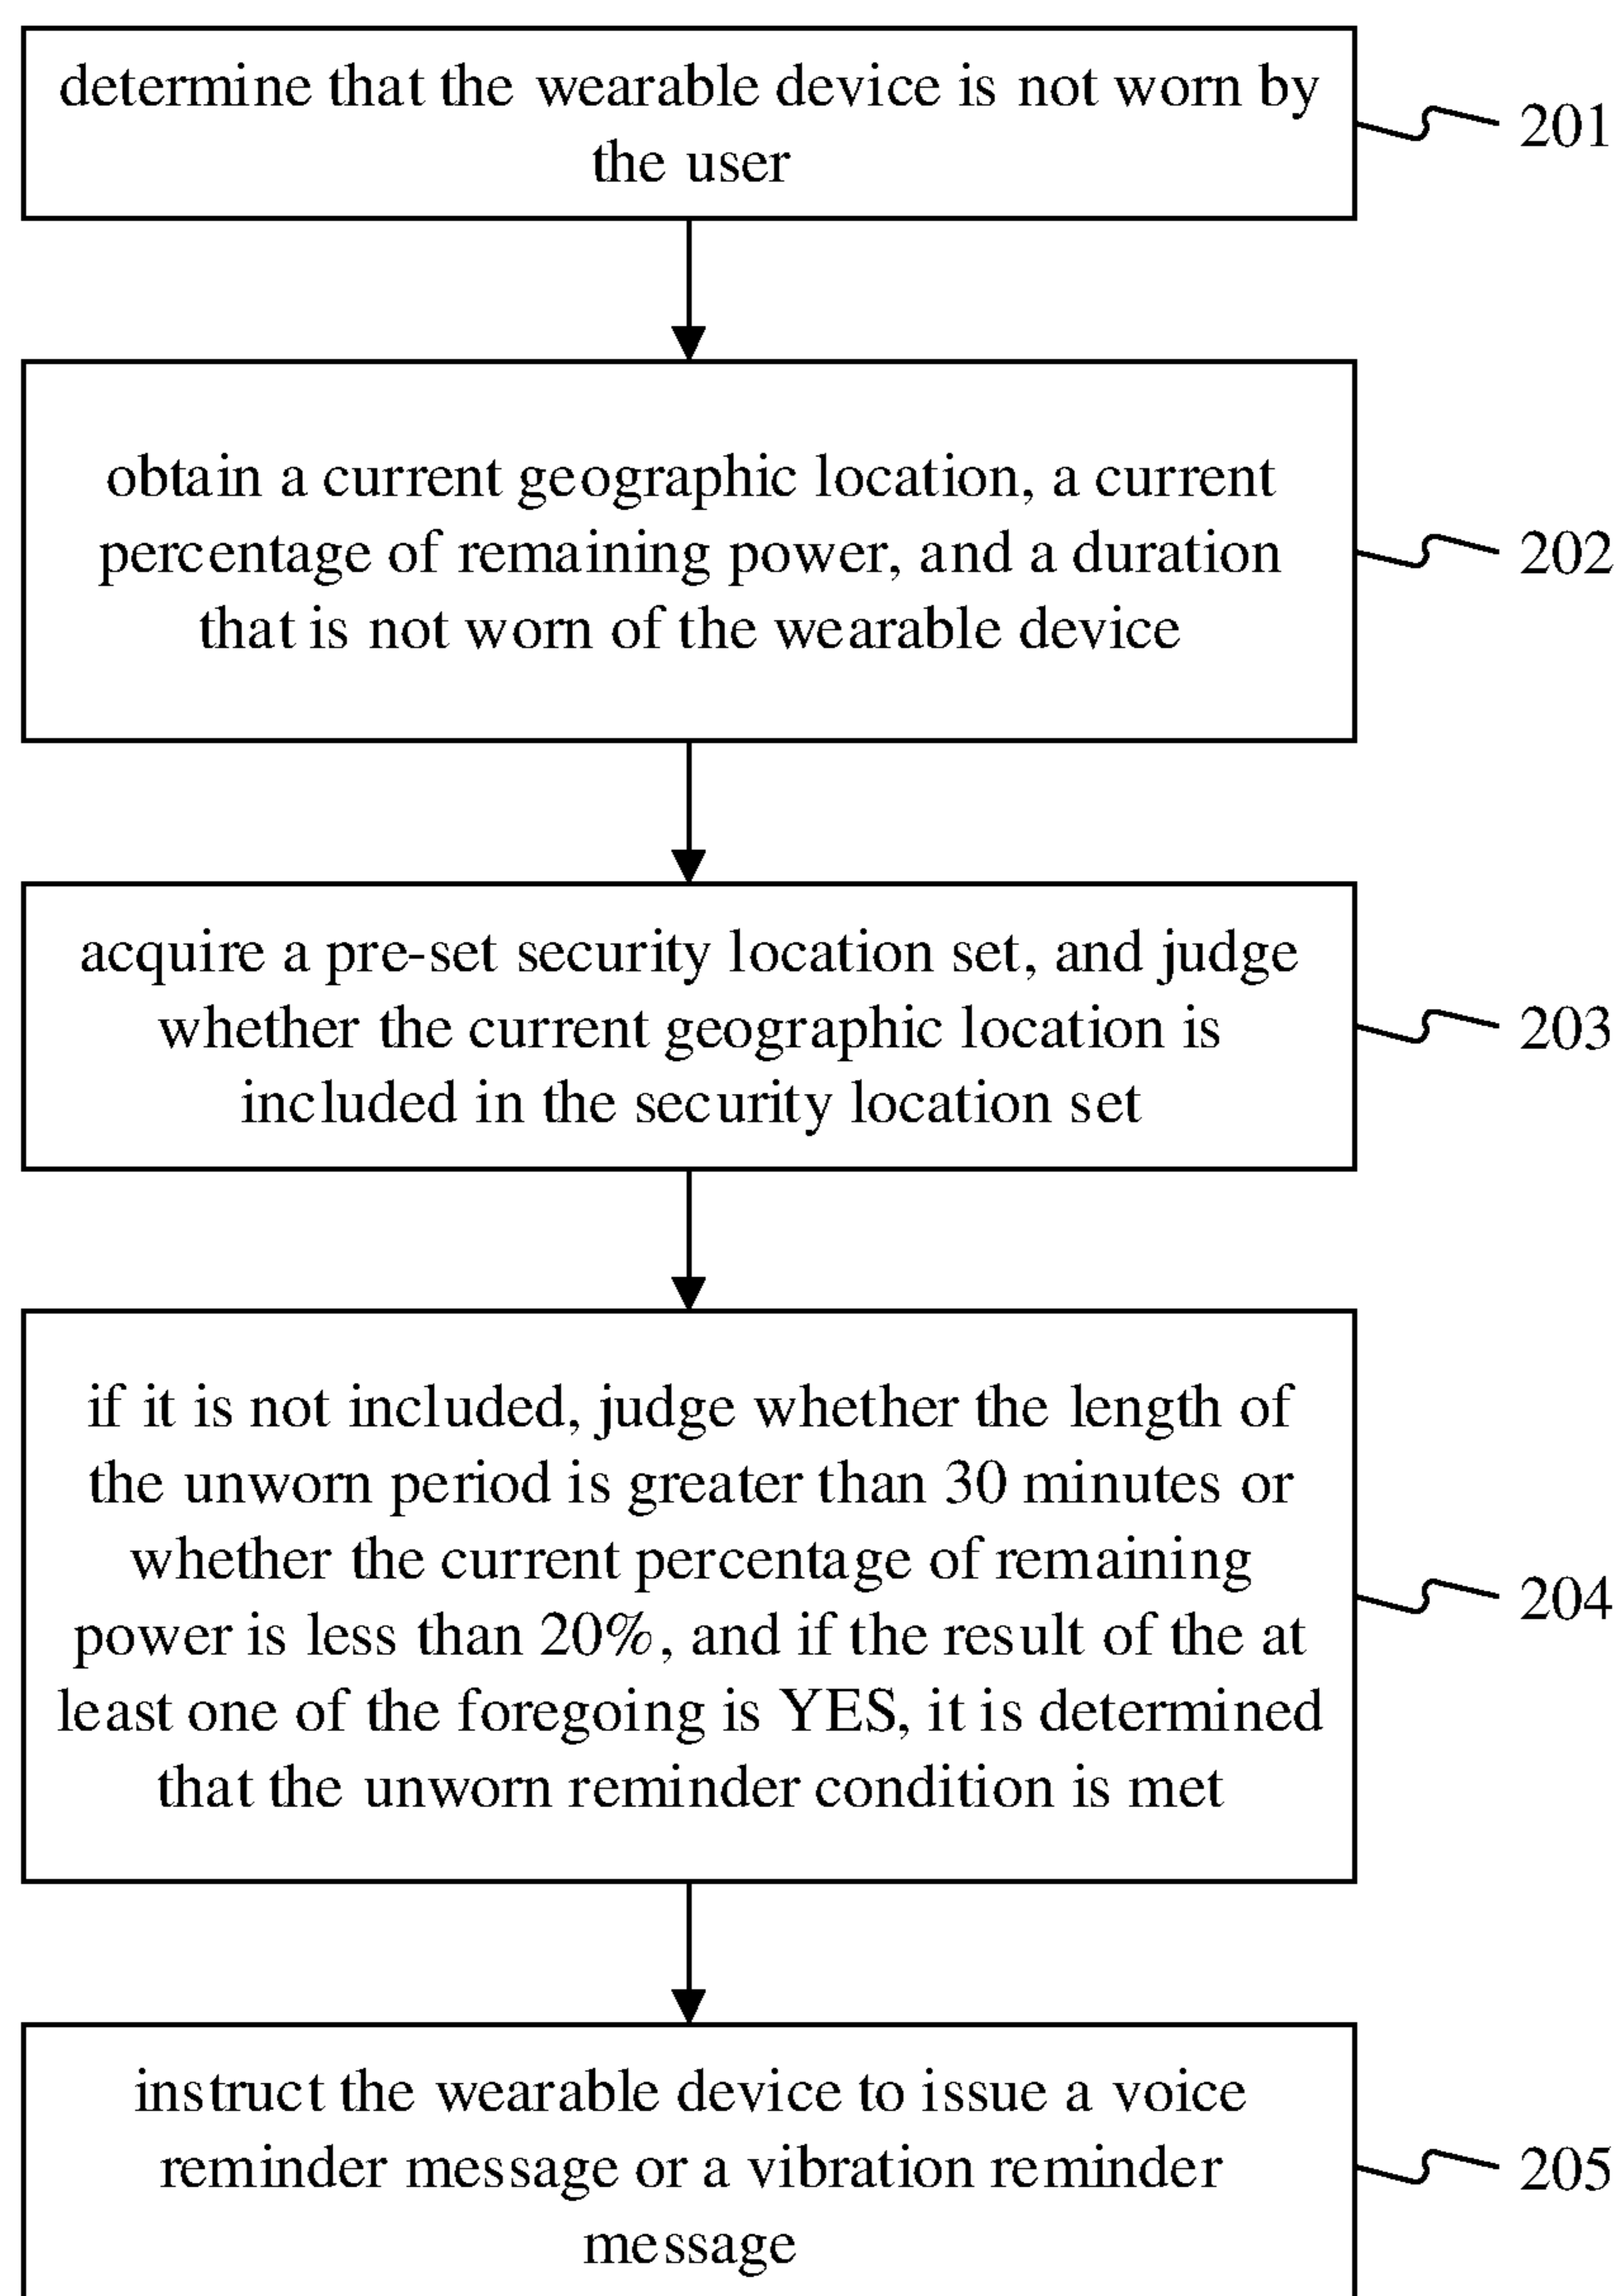 determine that the wearable device is not worn by
the user
201
obtain a current geographic location, a current
percentage of remaining power, and a duration
that is not worn of the wearable device
202
acquire a pre-set security location set, and judge
whether the current geographic location is
included in the security location set
203
if it is not included, judge whether the length of
the unworn period is greater than 30 minutes or
whether the current percentage of remaining
power is less than 20%, and if the result of the at
least one of the foregoing is YES, it is determined
that the unworn reminder condition is met
204
instruct the wearable device to issue a voice
reminder message or a vibration reminder
message
205